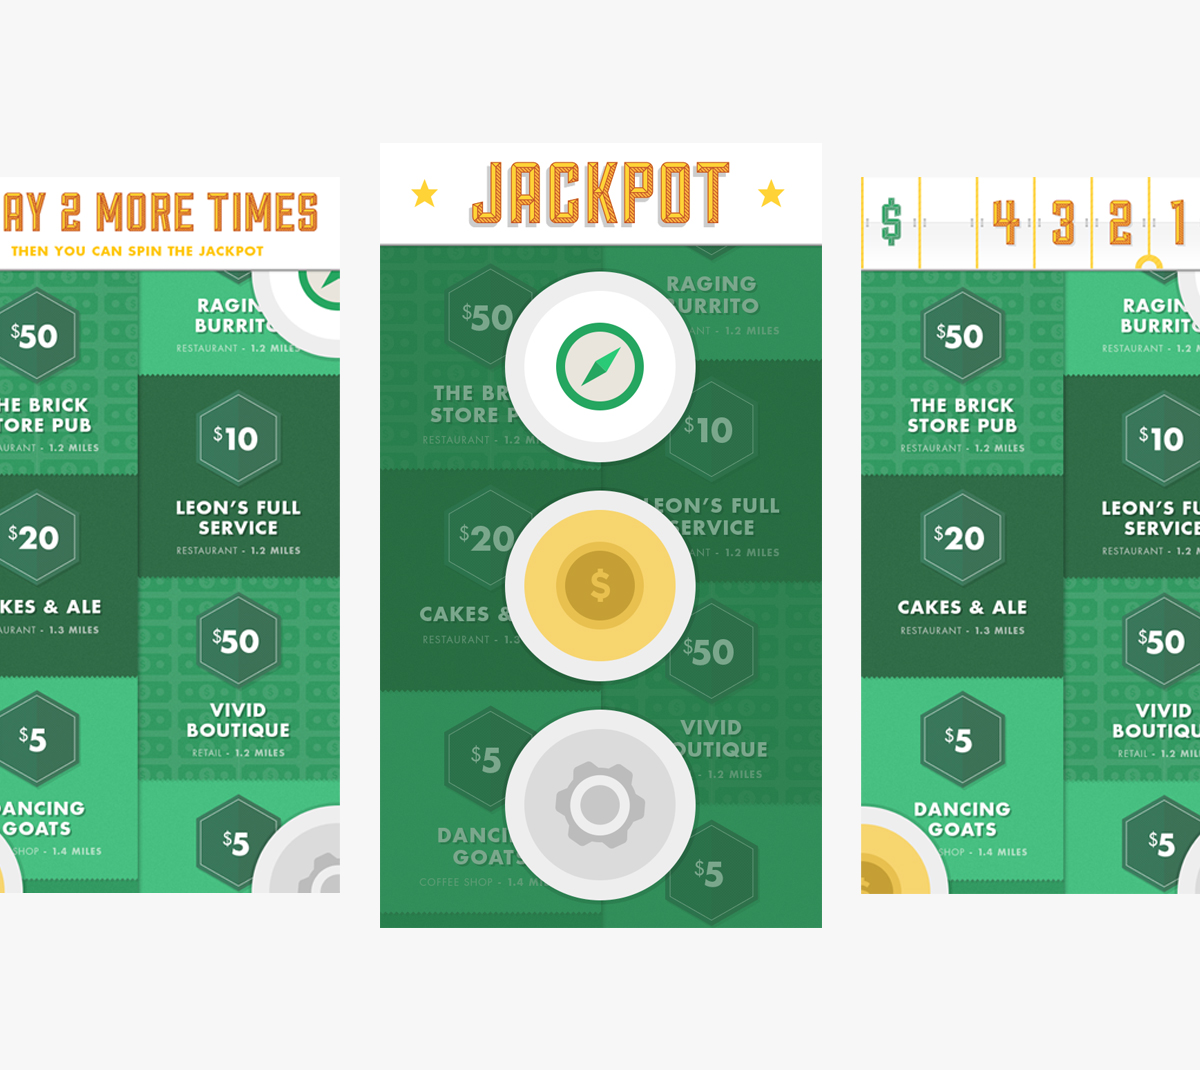 AY 2 MORE TIMES
THEN YOU CAN SPIN THE JACKPOT
$50
HE BRICK
TORE PUB
AURANT - 1.2 MILES
$20
KES & ALE
AURANT - 1.3 MILES
$5
DANCING
GOATS
SHOP - 1.4 MILES
RAGIN
BURRITO
RESTAURANT - 1.2 MILES
$10
LEON'S FULL
SERVICE
RESTAURANT - 1.2 MILES
$50
VIVID
BOUTIQUE
RETAIL - 1.2 MILES
$5
JACKPOT
$50
THE BR
STORE P
RESTAURANT - 1.2 M
$20
CAKES &
RESTAURANT - 1.3
$5
DANCI
GOATS
COFFEE SHOP - 1.4 M
RAGING
BURRITO
ANT - 1.2 MILES
$10
LEON'S FULL
SERVICE
ANT - 1.2 MILES
$50
VIVID
OUTIQUE
- 1.2 MILES
$5
$
$ 4 3 2 1
$50
THE BRICK
STORE PUB
RESTAURANT - 1.2 MILES
$20
CAKES & ALE
RESTAURANT - 1.3 MILES
$5
DANCING
GOATS
SHOP - 1.4 MILES
RAGIN
BURRITO
RESTAURANT - 1.2 M
$10
LEON'S FU
SERVICE
RESTAURANT - 1.2 M
$50
VIVID
BOUTIQU
RETAIL - 1.2 MIL
$5
$